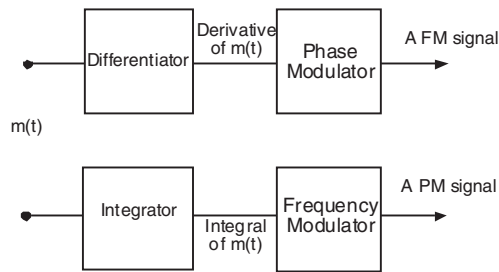 Differentiator
Derivative
of m(t)
Phase
Modulator
A FM signal
m(t)
Integrator
Integral
of m(t)
Frequency
Modulator
A PM signal